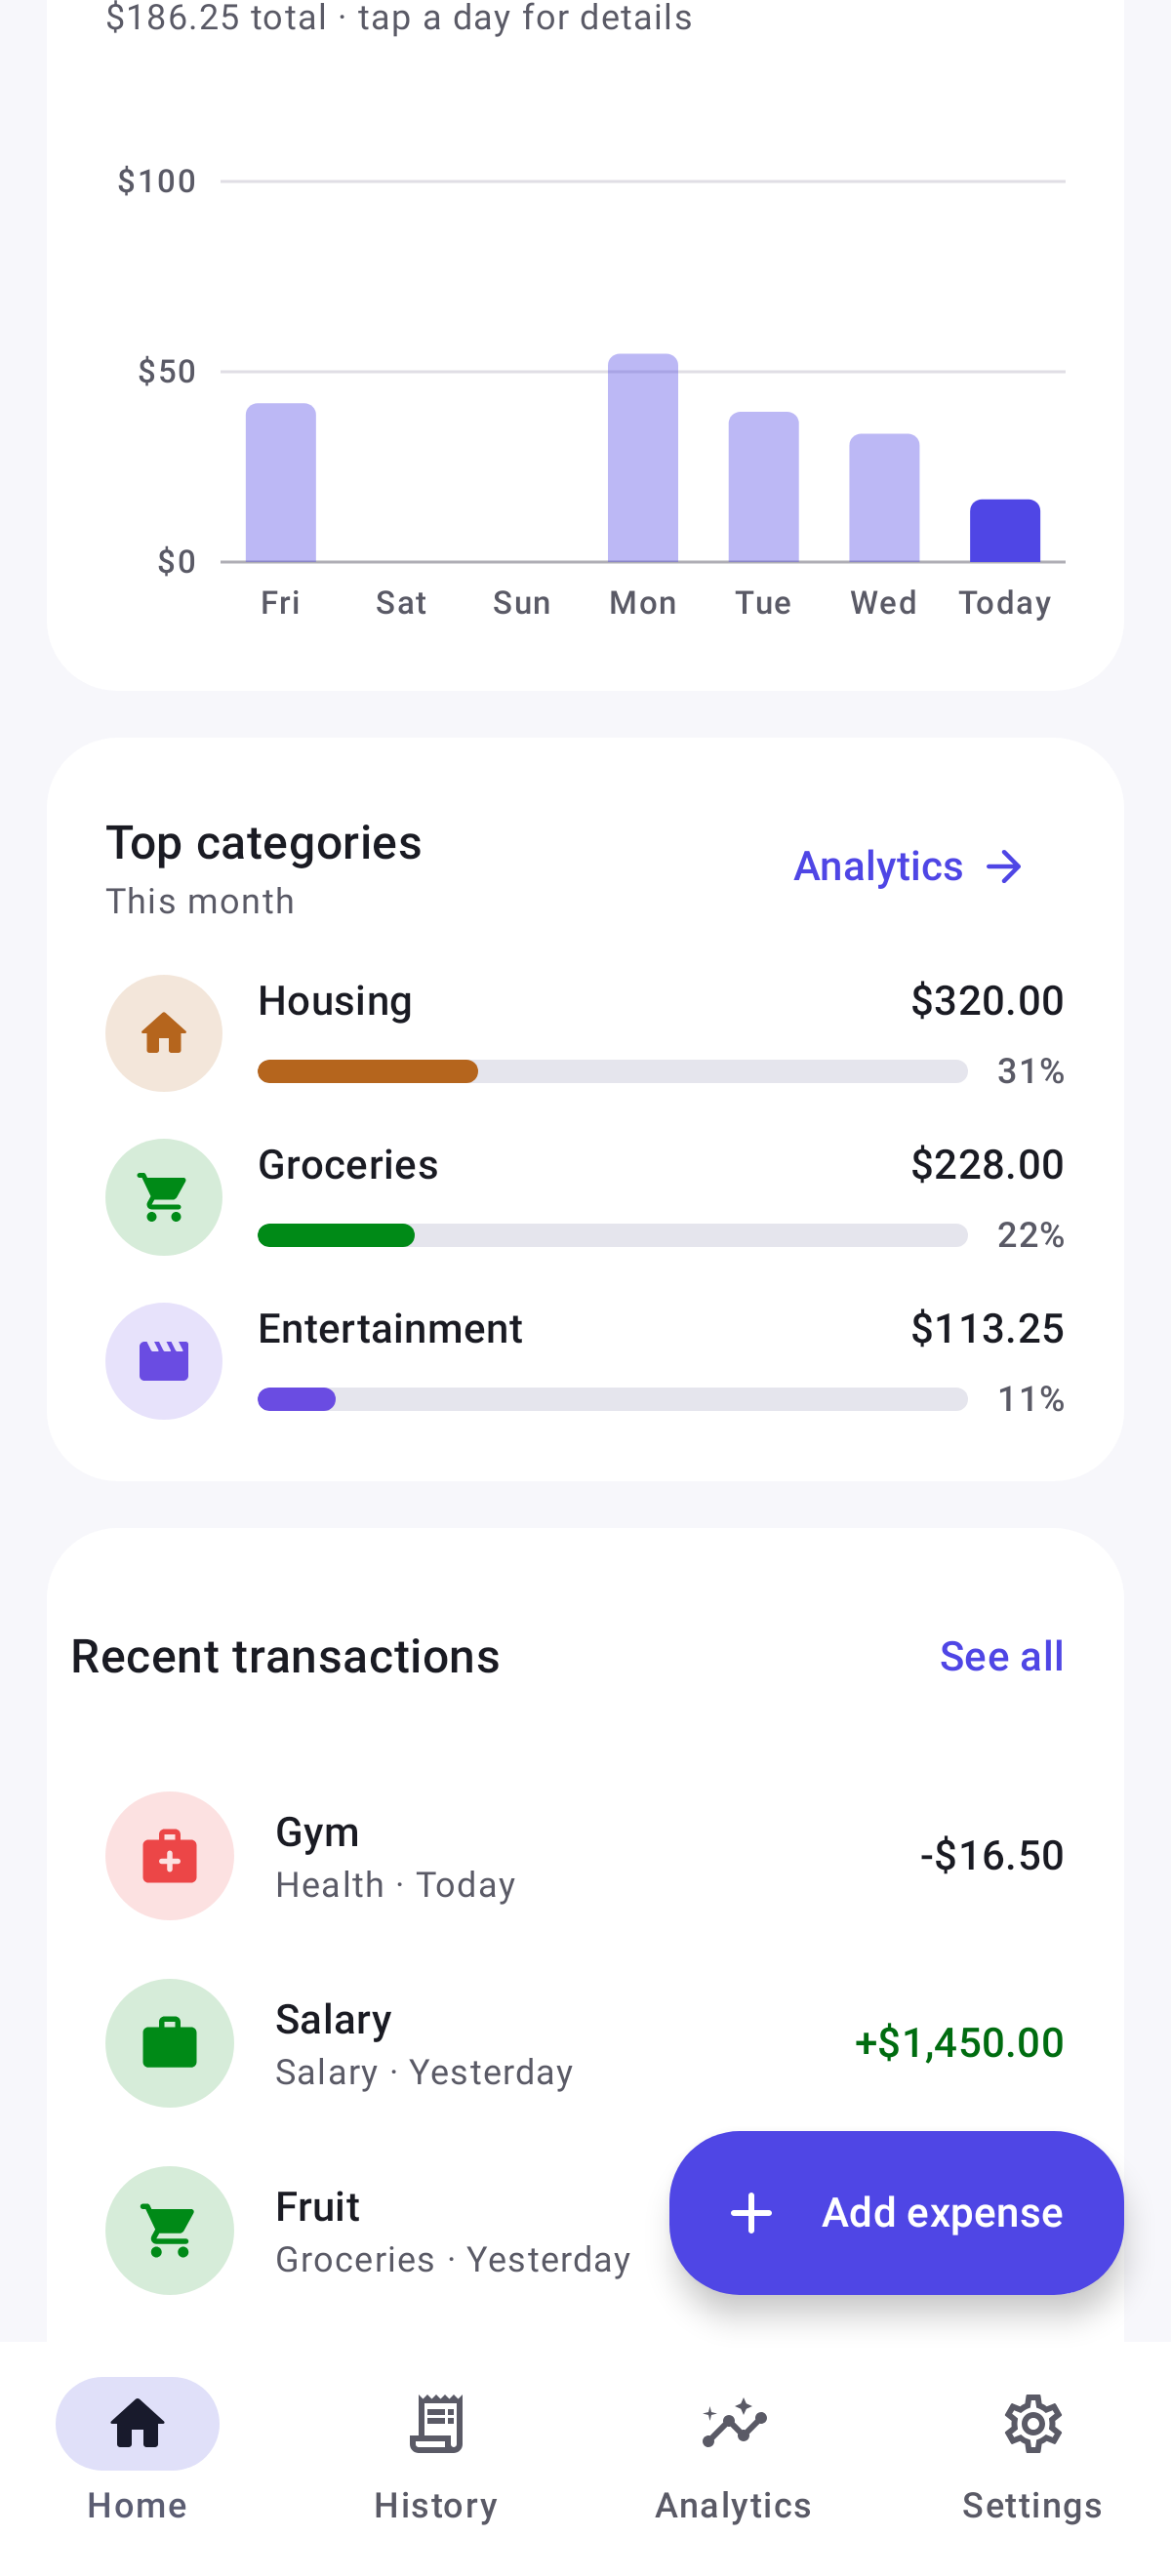 $186.25 total · tap a day for details
$100
$50
$0
Fri Sat Sun Mon Tue Wed Today
Top categories
This month
Analytics
Housing $320.00
31%
Groceries $228.00
22%
Entertainment $113.25
11%
Recent transactions See all
Gym
Health · Today
-$16.50
Salary
Salary · Yesterday
+$1,450.00
Fruit
Groceries · Yesterday
Add expense
Home History Analytics Settings